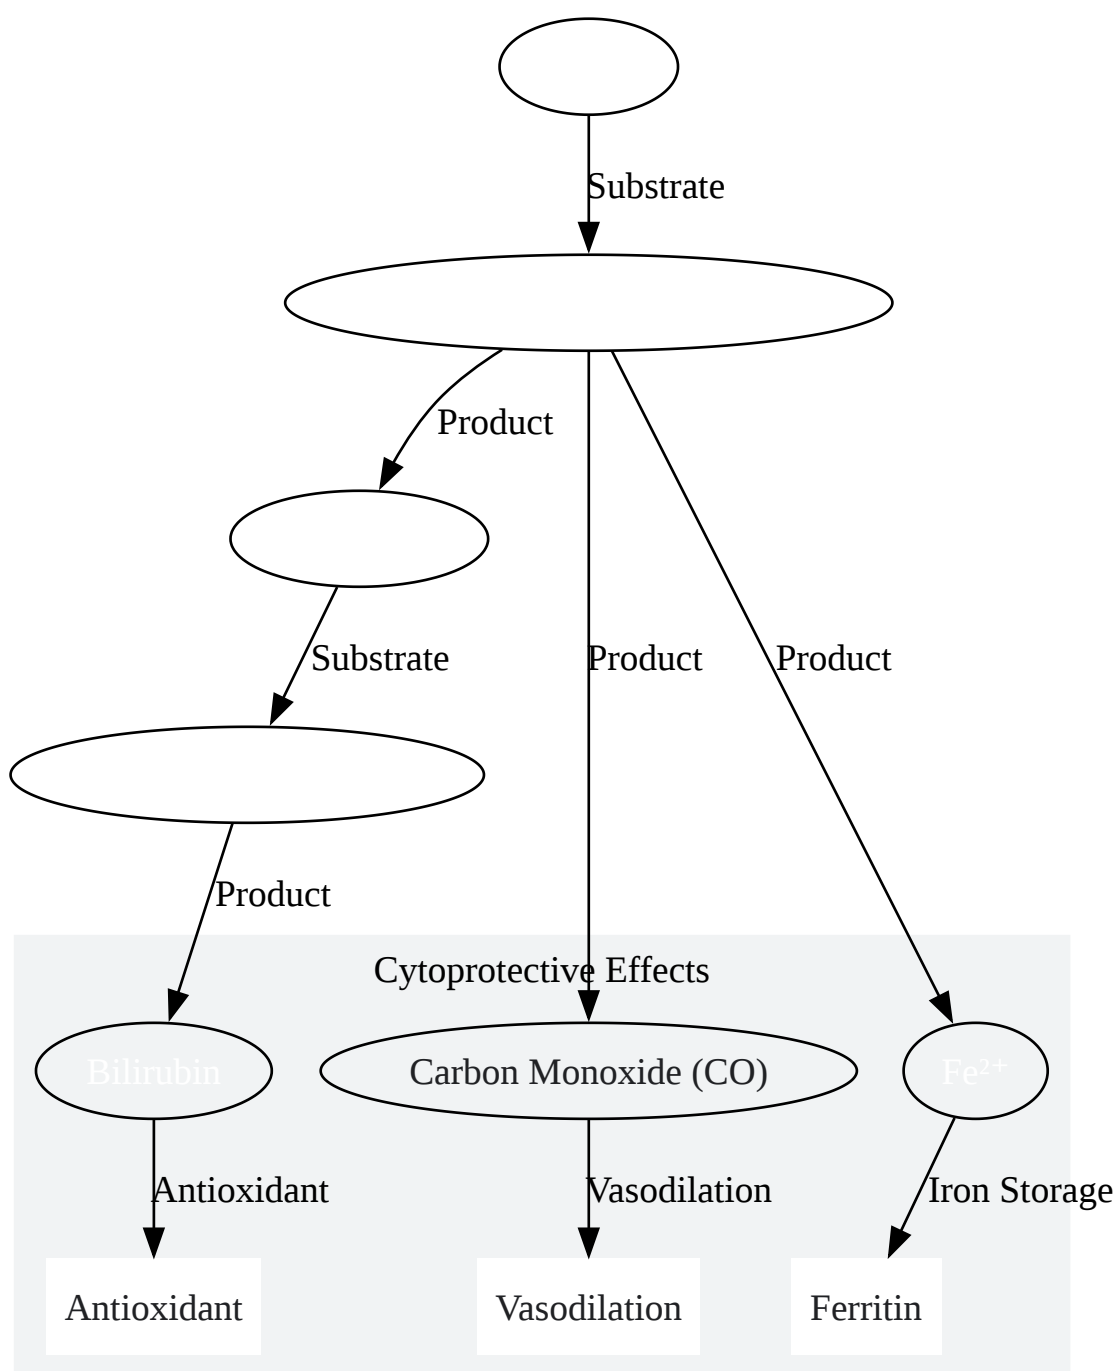 Substrate
Product
Substrate
Product
Product
Product
Cytoprotective Effects
Bilirubin
Carbon Monoxide (CO)
Fe²⁺
Antioxidant
Vasodilation
Iron Storage
Antioxidant
Vasodilation
Ferritin